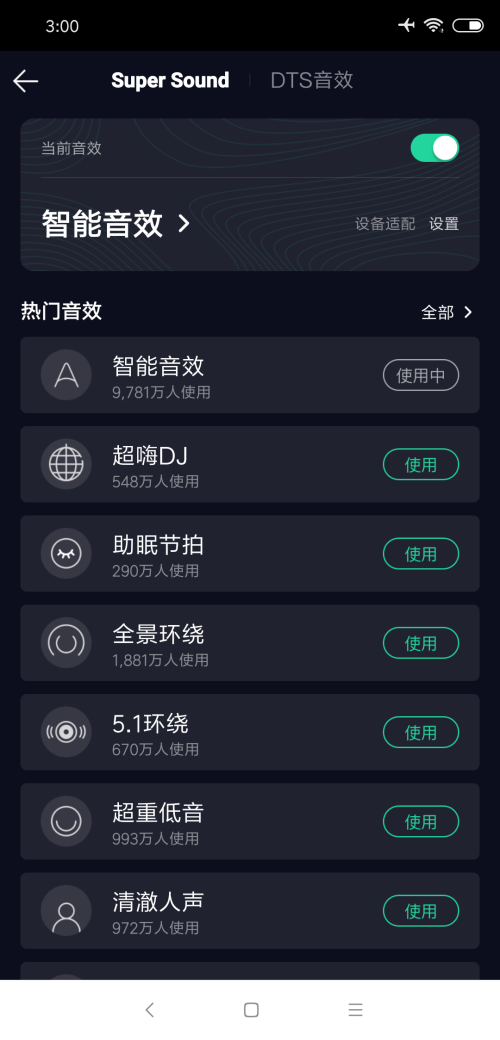 3:00
Super Sound
DTS音效
当前音效
智能音效
设备适配 设置
热门音效
全部
智能音效
9,781万人使用
使用中
超嗨DJ
548万人使用
使用
助眠节拍
290万人使用
使用
全景环绕
1,881万人使用
使用
5.1环绕
670万人使用
使用
超重低音
993万人使用
使用
清澈人声
972万人使用
使用